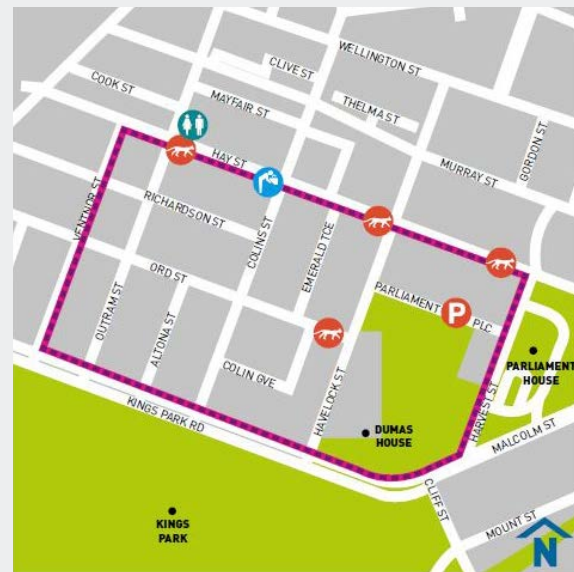 WELLINGTON ST
CLIVE ST
COOK ST
MAYFAIR ST
THELMA ST
GORDON ST
HAY ST
MURRAY ST
VENTNOR ST
RICHARDSON ST
COLINS ST
EMERALD TCE
ORD ST
PARLIAMENT
PLC
P
OUTRAM ST
ALTONA ST
COLIN GVE
HAVELOCK ST
HARVEST ST
PARLIAMENT
HOUSE
KINGS PARK RD
DUMAS
HOUSE
MALCOLM ST
CLIFF ST
KINGS
PARK
MOUNT ST
N